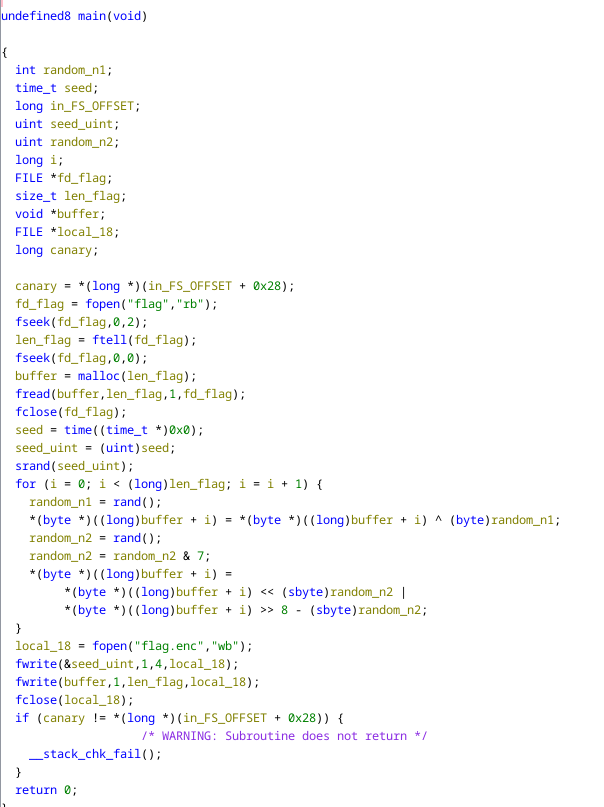 undefined8 main(void)
{
int random_n1;
time_t seed;
long in_FS_OFFSET;
uint seed_uint;
uint random_n2;
long i;
FILE *fd_flag;
size_t len_flag;
void *buffer;
FILE *local_18;
long canary;
canary = *(long *)(in_FS_OFFSET + 0x28);
fd_flag = fopen("flag","rb");
fseek(fd_flag,0,2);
len_flag = ftell(fd_flag);
fseek(fd_flag,0,0);
buffer = malloc(len_flag);
fread(buffer,len_flag,1,fd_flag);
fclose(fd_flag);
seed = time((time_t *)0x0);
seed_uint = (uint)seed;
srand(seed_uint);
for (i = 0; i < (long)len_flag; i = i + 1) {
random_n1 = rand();
*(byte *)((long)buffer + i) = *(byte *)((long)buffer + i) ^ (byte)random_n1;
random_n2 = rand();
random_n2 = random_n2 & 7;
*(byte *)((long)buffer + i) =
*(byte *)((long)buffer + i) << (sbyte)random_n2 |
*(byte *)((long)buffer + i) >> 8 - (sbyte)random_n2;
}
local_18 = fopen("flag.enc","wb");
fwrite(&seed_uint,1,4,local_18);
fwrite(buffer,1,len_flag,local_18);
fclose(local_18);
if (canary != *(long *)(in_FS_OFFSET + 0x28)) {
/* WARNING: Subroutine does not return */
__stack_chk_fail();
}
return 0;
}